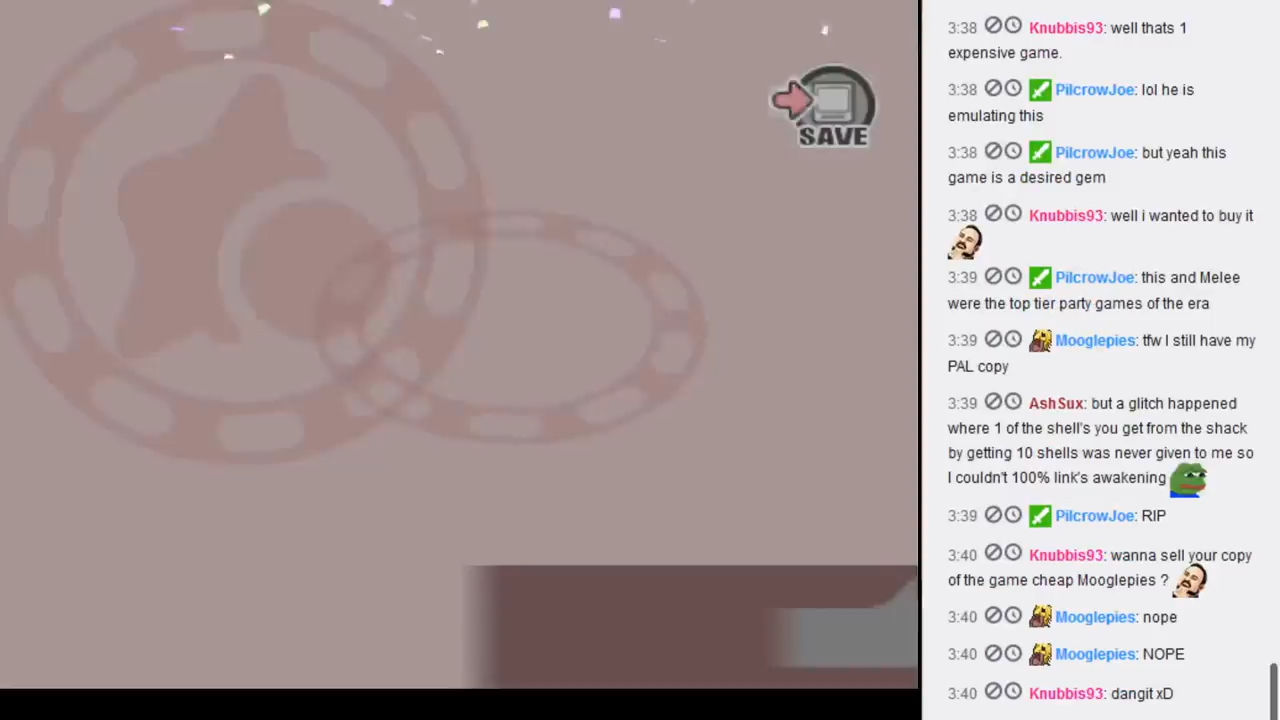 SAVE
3:38 Knubbis93: well thats 1
expensive game.
3:38 PilcrowJoe: lol he is
emulating this
3:38 PilcrowJoe: but yeah this
game is a desired gem
3:38 Knubbis93: well i wanted to buy it
3:39 PilcrowJoe: this and Melee
were the top tier party games of the era
3:39 Mooglepies: tfw I still have my
PAL copy
3:39 AshSux: but a glitch happened
where 1 of the shell's you get from the shack
by getting 10 shells was never given to me so
I couldn't 100% link's awakening
3:39 PilcrowJoe: RIP
3:40 Knubbis93: wanna sell your copy
of the game cheap Mooglepies ?
3:40 Mooglepies: nope
3:40 Mooglepies: NOPE
3:40 Knubbis93: dangit xD